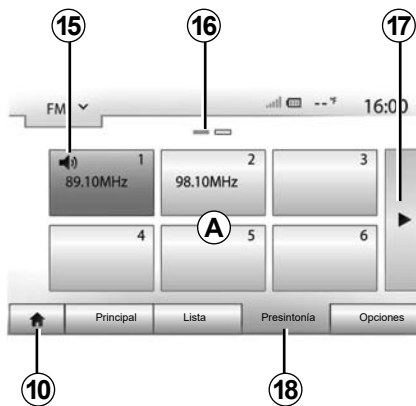 15 16 17
FM --°F 16:00
1 2 3
89.10MHz 98.10MHz
A
4 5 6
Principal Lista Presintonía Opciones
10 18